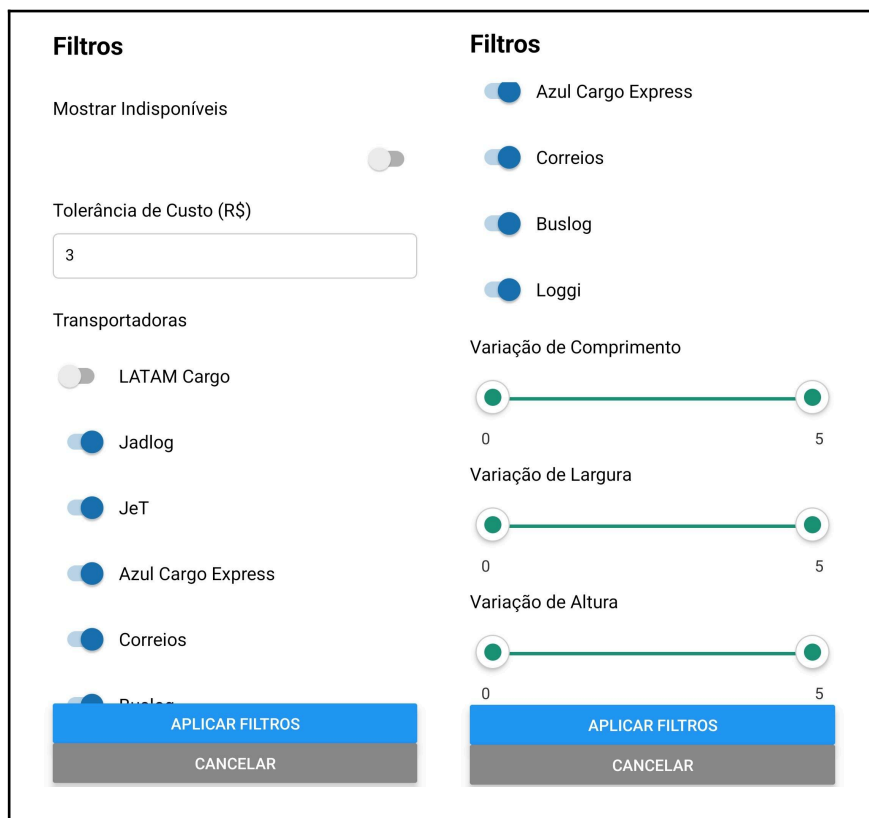 Filtros
Mostrar Indisponíveis
Tolerância de Custo (R$)
3
Transportadoras
LATAM Cargo
Jadlog
JeT
Azul Cargo Express
Correios
Buslog
APLICAR FILTROS
CANCELAR
Filtros
Azul Cargo Express
Correios
Buslog
Loggi
Variação de Comprimento
0 5
Variação de Largura
0 5
Variação de Altura
0 5
APLICAR FILTROS
CANCELAR